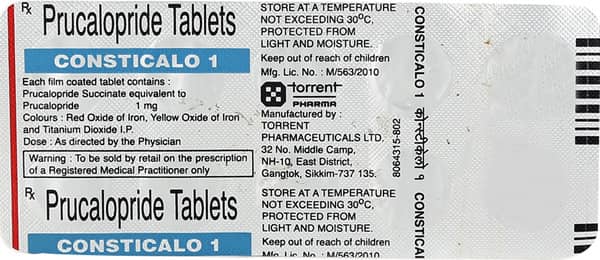 Rx Prucalopride Tablets
CONSTICALO 1
Each film coated tablet contains :
Prucalopride Succinate equivalent to
Prucalopride 1 mg
Colours : Red Oxide of Iron, Yellow Oxide of Iron
and Titanium Dioxide I.P.
Dose : As directed by the Physician
Warning : To be sold by retail on the prescription
of a Registered Medical Practitioner only
Rx Prucalopride Tablets
CONSTICALO 1
STORE AT A TEMPERATURE
NOT EXCEEDING 30°C,
PROTECTED FROM
LIGHT AND MOISTURE.
Keep out of reach of children
Mfg. Lic. No. : M/563/2010
torrent
PHARMA
Manufactured by :
TORRENT
PHARMACEUTICALS LTD.
32 No. Middle Camp,
NH-10, East District,
Gangtok, Sikkim-737 135.
STORE AT A TEMPERATURE
NOT EXCEEDING 30°C,
PROTECTED FROM
LIGHT AND MOISTURE.
Keep out of reach of children
Mfg. Lic. No. : M/563/2010
8064315-802
CONSTICALO 1
कोन्स्टीकॅलो १
CONSTICAL